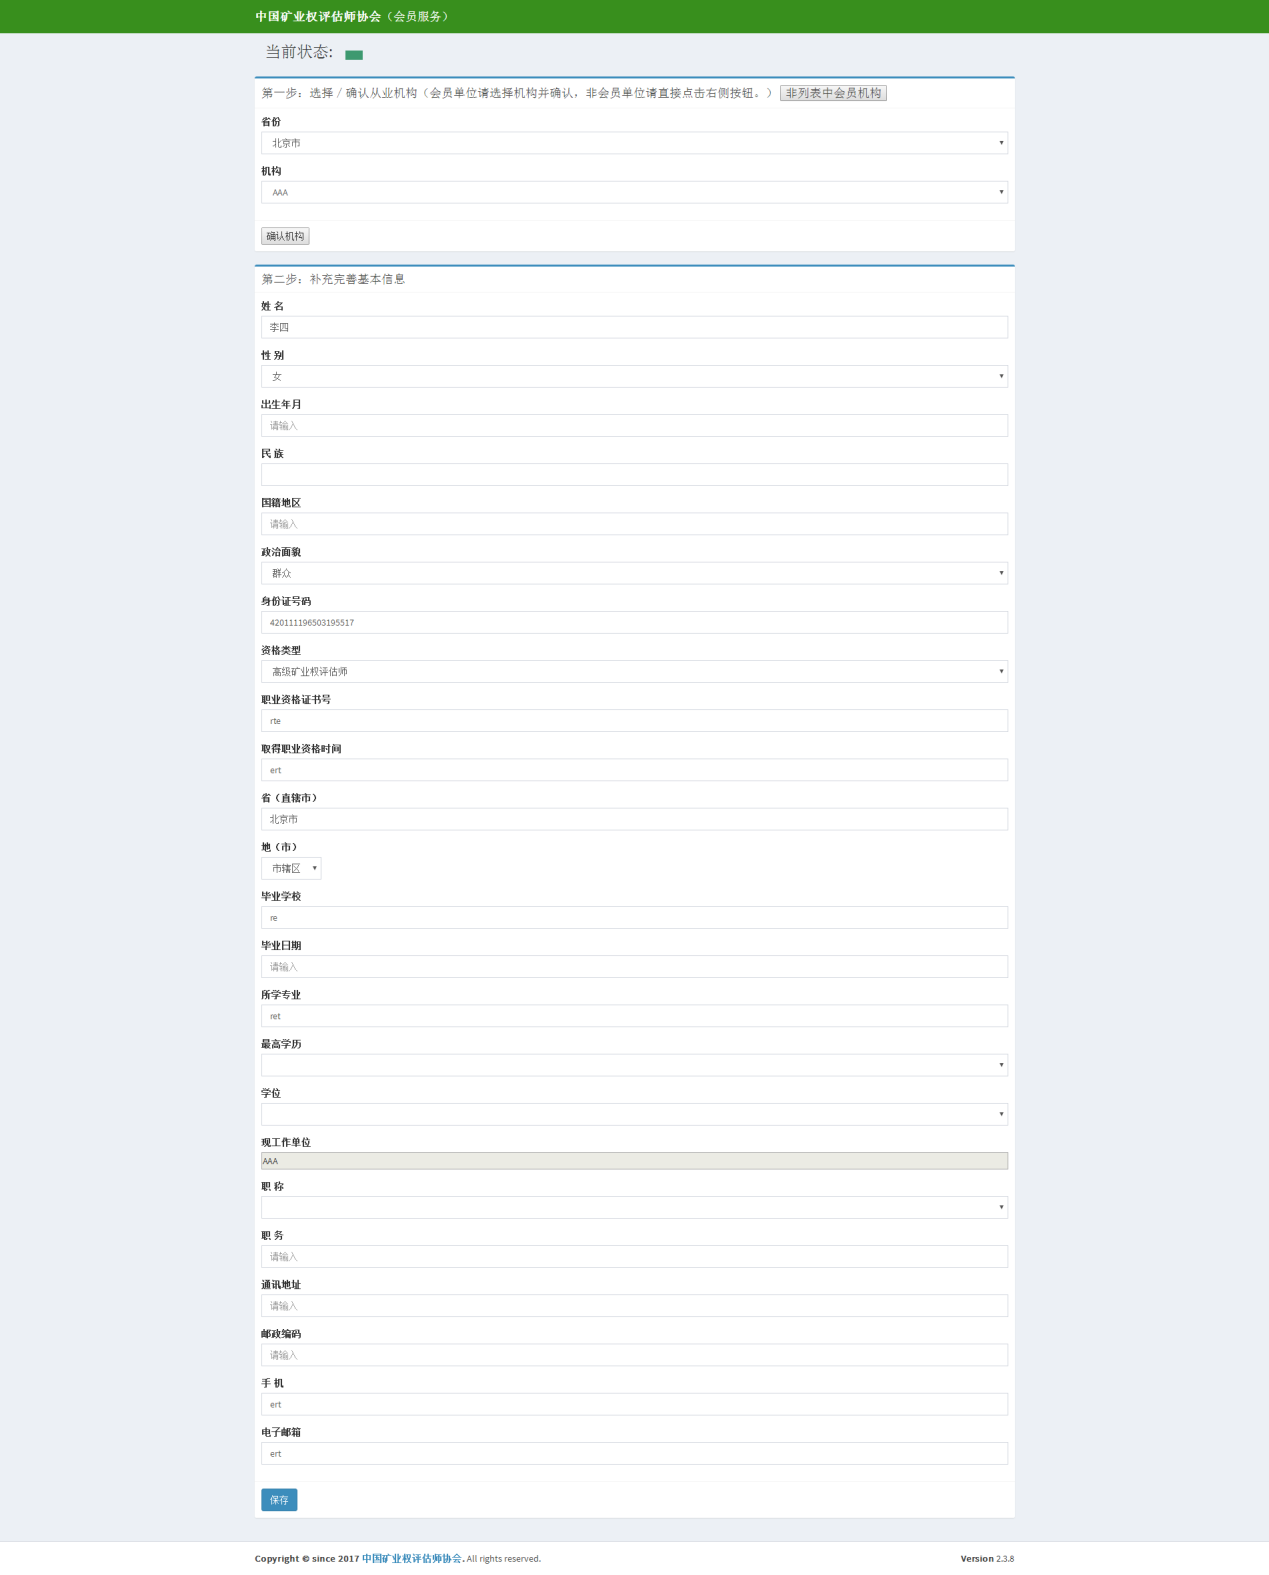 中国矿业权评估师协会（会员服务）
当前状态:
第一步：选择 / 确认从业机构（会员单位请选择机构并确认，非会员单位请直接点击右侧按钮。） 非列表中会员机构
省份
北京市
机构
AAA
确认机构
第二步：补充完善基本信息
姓 名
李四
性 别
女
出生年月
请输入
民 族
国籍地区
请输入
政治面貌
群众
身份证号码
420111196503195517
资格类型
高级矿业权评估师
职业资格证书号
rte
取得职业资格时间
ert
省（直辖市）
北京市
地（市）
市辖区
毕业学校
re
毕业日期
请输入
所学专业
ret
最高学历
学位
现工作单位
AAA
职 称
职 务
请输入
通讯地址
请输入
邮政编码
请输入
手 机
ert
电子邮箱
ert
保存
Copyright © since 2017 中国矿业权评估师协会. All rights reserved. Version 2.3.8